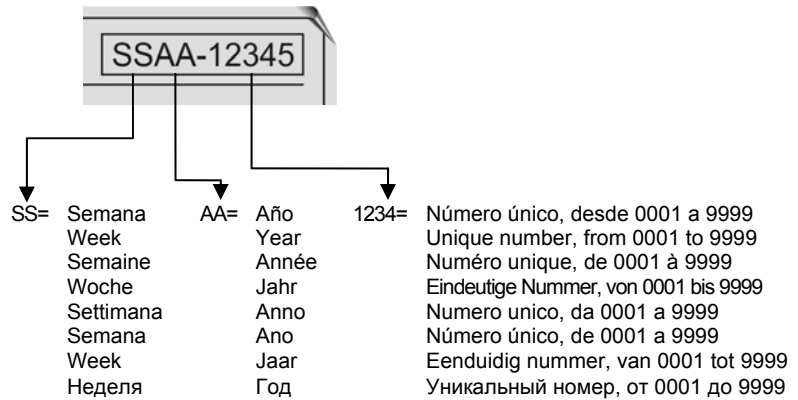 SSAA-12345
SS= Semana AA= Año 1234= Número único, desde 0001 a 9999
Week Year Unique number, from 0001 to 9999
Semaine Année Numéro unique, de 0001 à 9999
Woche Jahr Eindeutige Nummer, von 0001 bis 9999
Settimana Anno Numero unico, da 0001 a 9999
Semana Ano Número único, de 0001 a 9999
Week Jaar Eenduidig nummer, van 0001 tot 9999
Неделя Год Уникальный номер, от 0001 до 9999